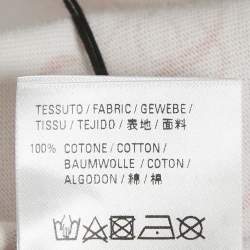 TESSUTO / FABRIC / GEWEBE /
TISSU / TEJIDO / 表地 / 面料
100% COTONE / COTTON /
BAUMWOLLE / COTON /
ALGODON / 綿 / 棉